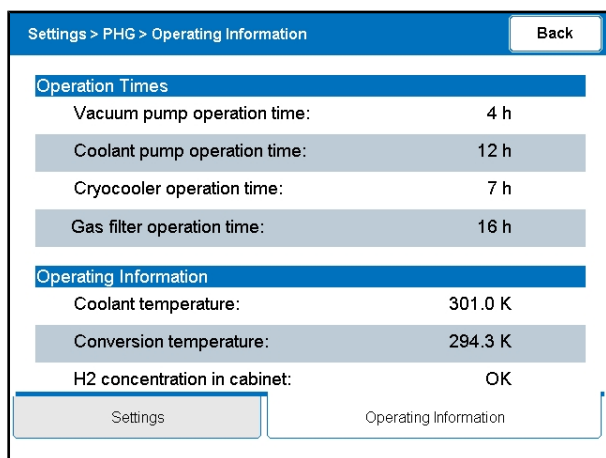 Settings > PHG > Operating Information Back
Operation Times
Vacuum pump operation time: 4 h
Coolant pump operation time: 12 h
Cryocooler operation time: 7 h
Gas filter operation time: 16 h
Operating Information
Coolant temperature: 301.0 K
Conversion temperature: 294.3 K
H2 concentration in cabinet: OK
Settings Operating Information